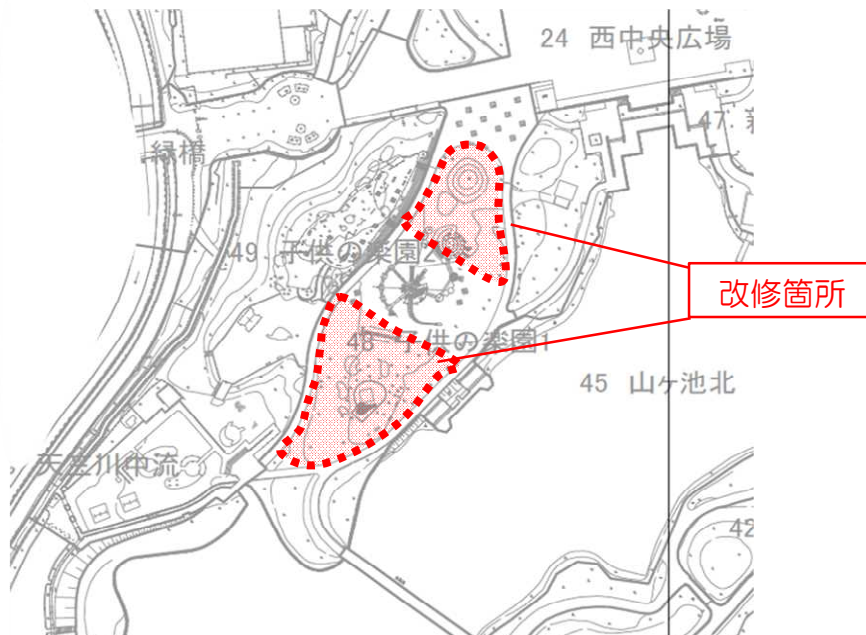 24 西中央広場
47
緑橋
49 子供の楽園2
改修箇所
48 子供の楽園1
45 山ヶ池北
天生川中流
42